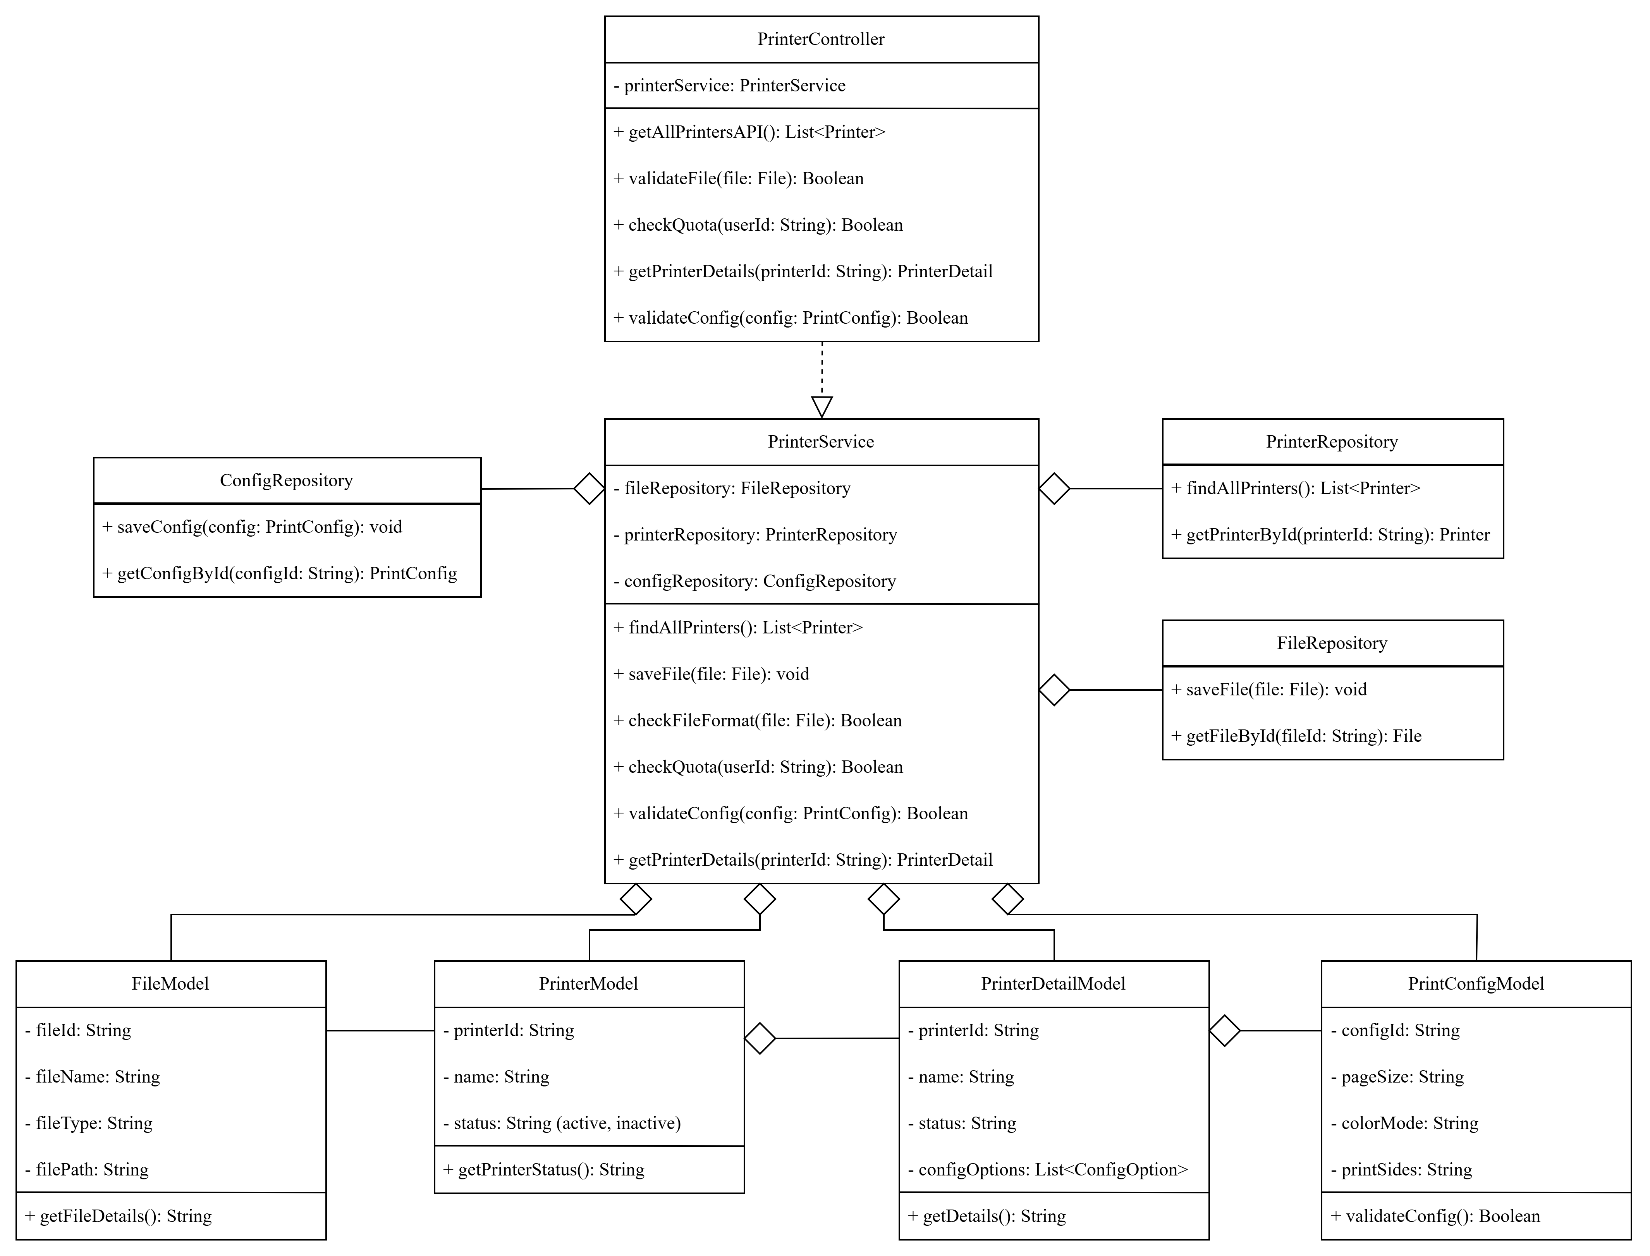 PrinterController
- printerService: PrinterService
+ getAllPrintersAPI(): List<Printer>
+ validateFile(file: File): Boolean
+ checkQuota(userId: String): Boolean
+ getPrinterDetails(printerId: String): PrinterDetail
+ validateConfig(config: PrintConfig): Boolean
ConfigRepository
+ saveConfig(config: PrintConfig): void
+ getConfigById(configId: String): PrintConfig
PrinterService
- fileRepository: FileRepository
- printerRepository: PrinterRepository
- configRepository: ConfigRepository
+ findAllPrinters(): List<Printer>
+ saveFile(file: File): void
+ checkFileFormat(file: File): Boolean
+ checkQuota(userId: String): Boolean
+ validateConfig(config: PrintConfig): Boolean
+ getPrinterDetails(printerId: String): PrinterDetail
PrinterRepository
+ findAllPrinters(): List<Printer>
+ getPrinterById(printerId: String): Printer
FileRepository
+ saveFile(file: File): void
+ getFileById(fileId: String): File
FileModel
- fileId: String
- fileName: String
- fileType: String
- filePath: String
+ getFileDetails(): String
PrinterModel
- printerId: String
- name: String
- status: String (active, inactive)
+ getPrinterStatus(): String
PrinterDetailModel
- printerId: String
- name: String
- status: String
- configOptions: List<ConfigOption>
+ getDetails(): String
PrintConfigModel
- configId: String
- pageSize: String
- colorMode: String
- printSides: String
+ validateConfig(): Boolean